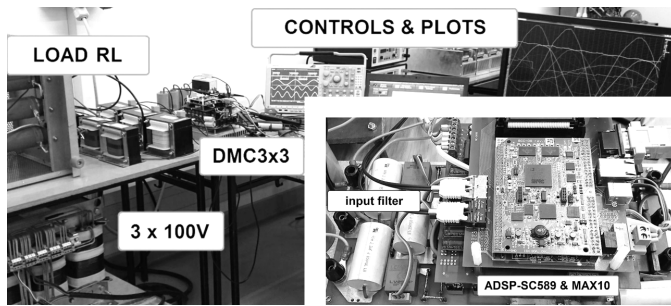 CONTROLS & PLOTS
LOAD RL
DMC3x3
3 x 100V
input filter
ADSP-SC589 & MAX10